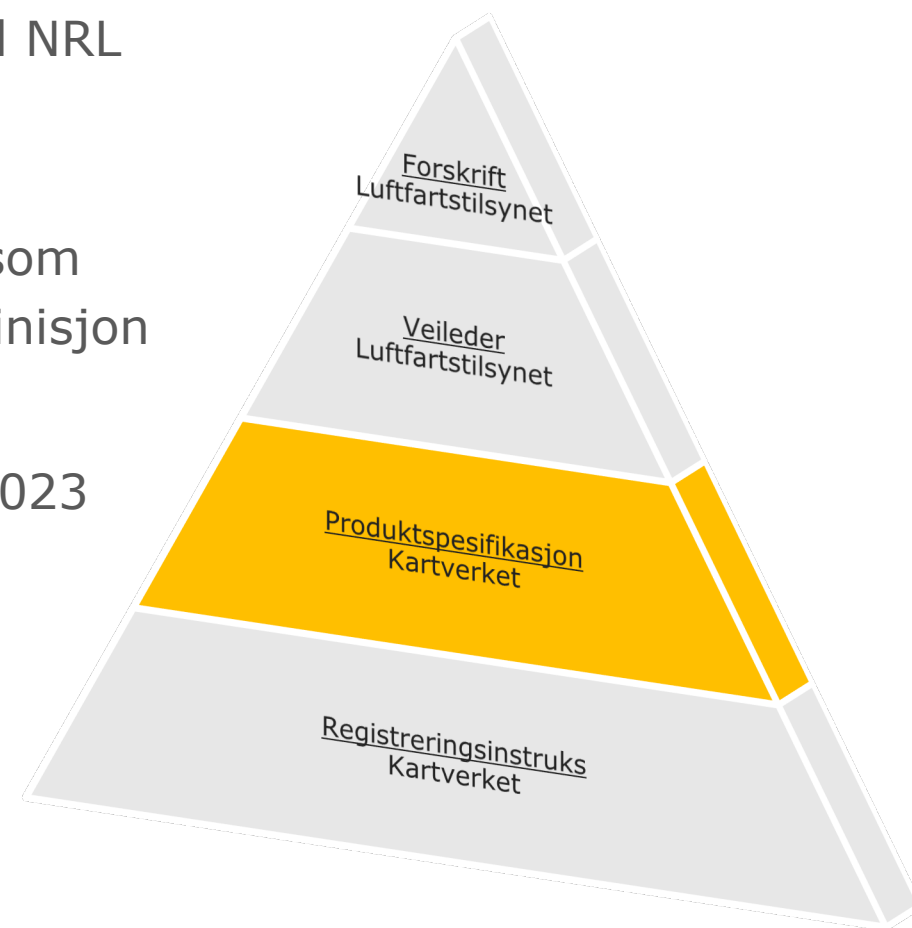 l NRL
som
inisjon
023
Forskrift
Luftfartstilsynet
Veileder
Luftfartstilsynet
Produktspesifikasjon
Kartverket
Registreringsinstruks
Kartverket